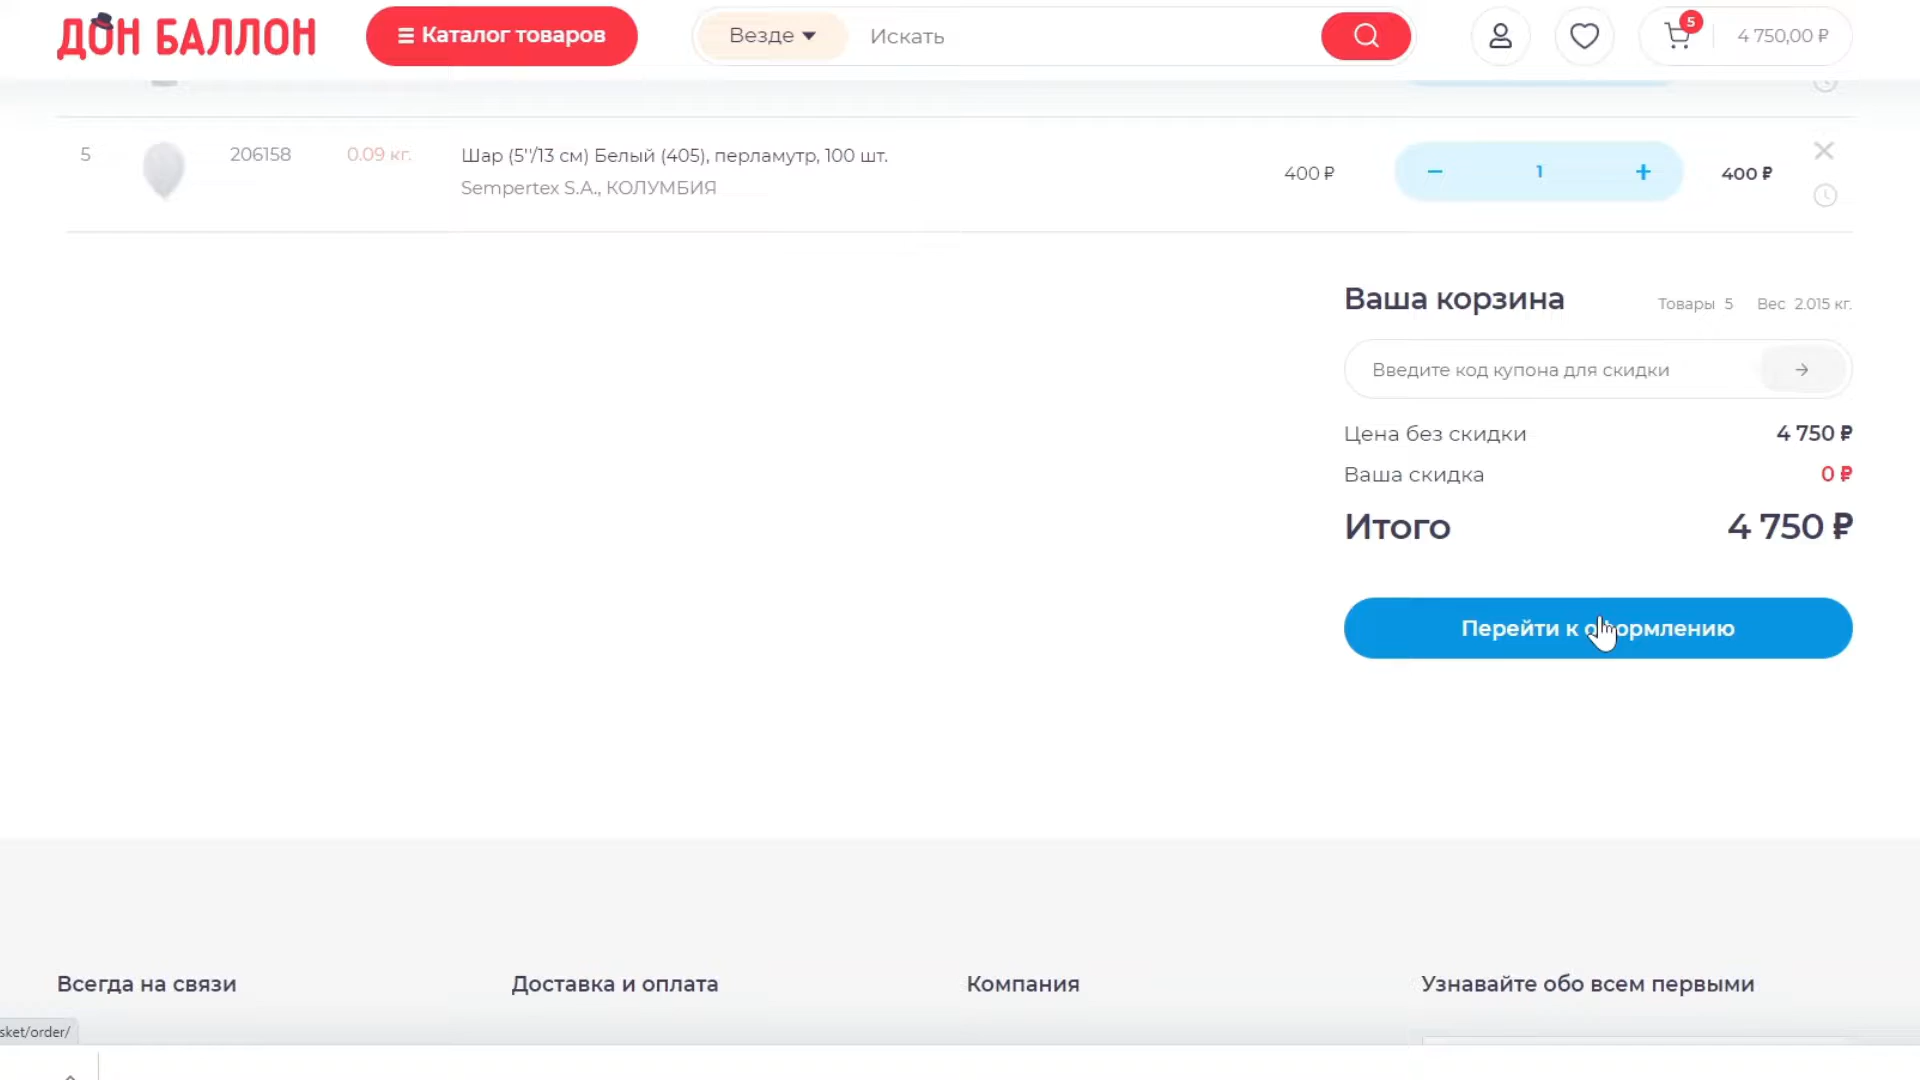 ДОН БАЛЛОН
Каталог товаров
Везде
Искать
5
4 750,00 ₽
5
206158
0.09 кг.
Шар (5''/13 см) Белый (405), перламутр, 100 шт.
Sempertex S.A., КОЛУМБИЯ
400 ₽
− 1 +
400 ₽
Ваша корзина
Товары 5
Вес 2.015 кг.
Введите код купона для скидки
Цена без скидки
4 750 ₽
Ваша скидка
0 ₽
Итого
4 750 ₽
Перейти к оформлению
Всегда на связи
Доставка и оплата
Компания
Узнавайте обо всем первыми
sket/order/